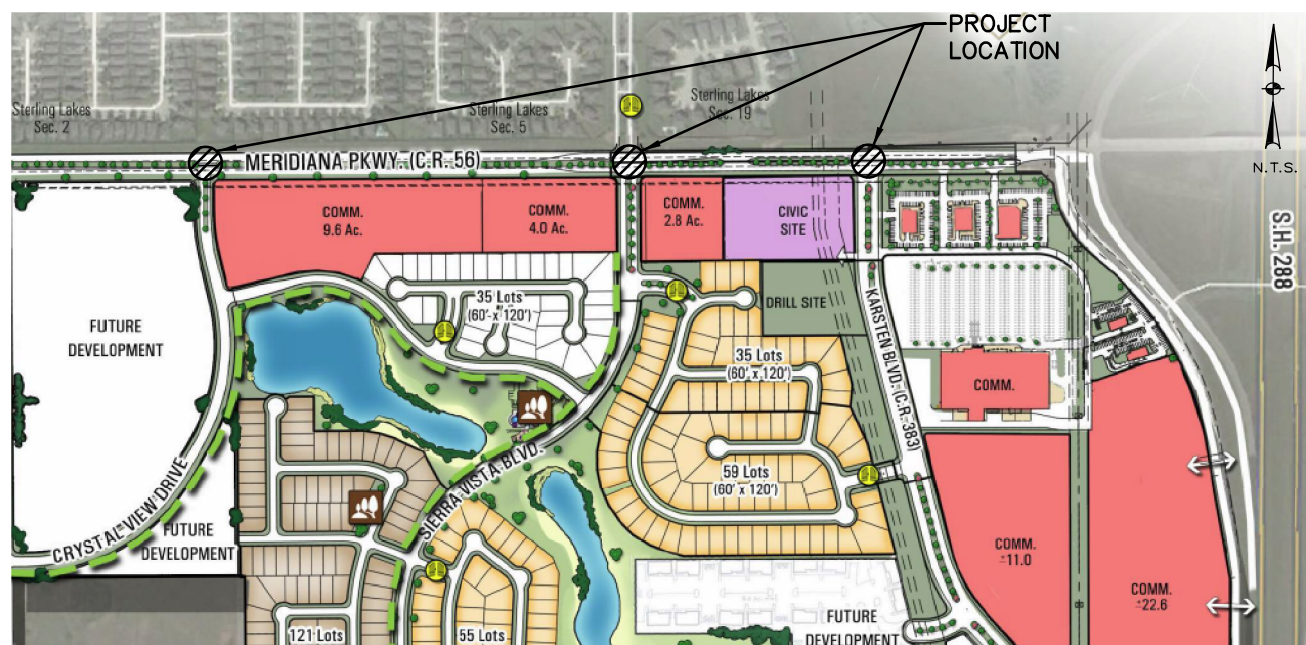 PROJECT
LOCATION
N.T.S.
Sterling Lakes
Sec. 2
Sterling Lakes
Sec. 5
Sterling Lakes
Sec. 19
MERIDIANA PKWY. (C.R. 56)
COMM.
9.6 Ac.
COMM.
4.0 Ac.
COMM.
2.8 Ac.
CIVIC
SITE
S.H. 288
35 Lots
(60' x 120')
DRILL SITE
FUTURE
DEVELOPMENT
KARSTEN BLVD. (C.R. 383)
35 Lots
(60' x 120')
COMM.
59 Lots
(60' x 120')
SIERRA VISTA BLVD.
CRYSTAL VIEW DRIVE
FUTURE
DEVELOPMENT
COMM.
±11.0
COMM.
±22.6
121 Lots
55 Lots
FUTURE
DEVELOPMENT